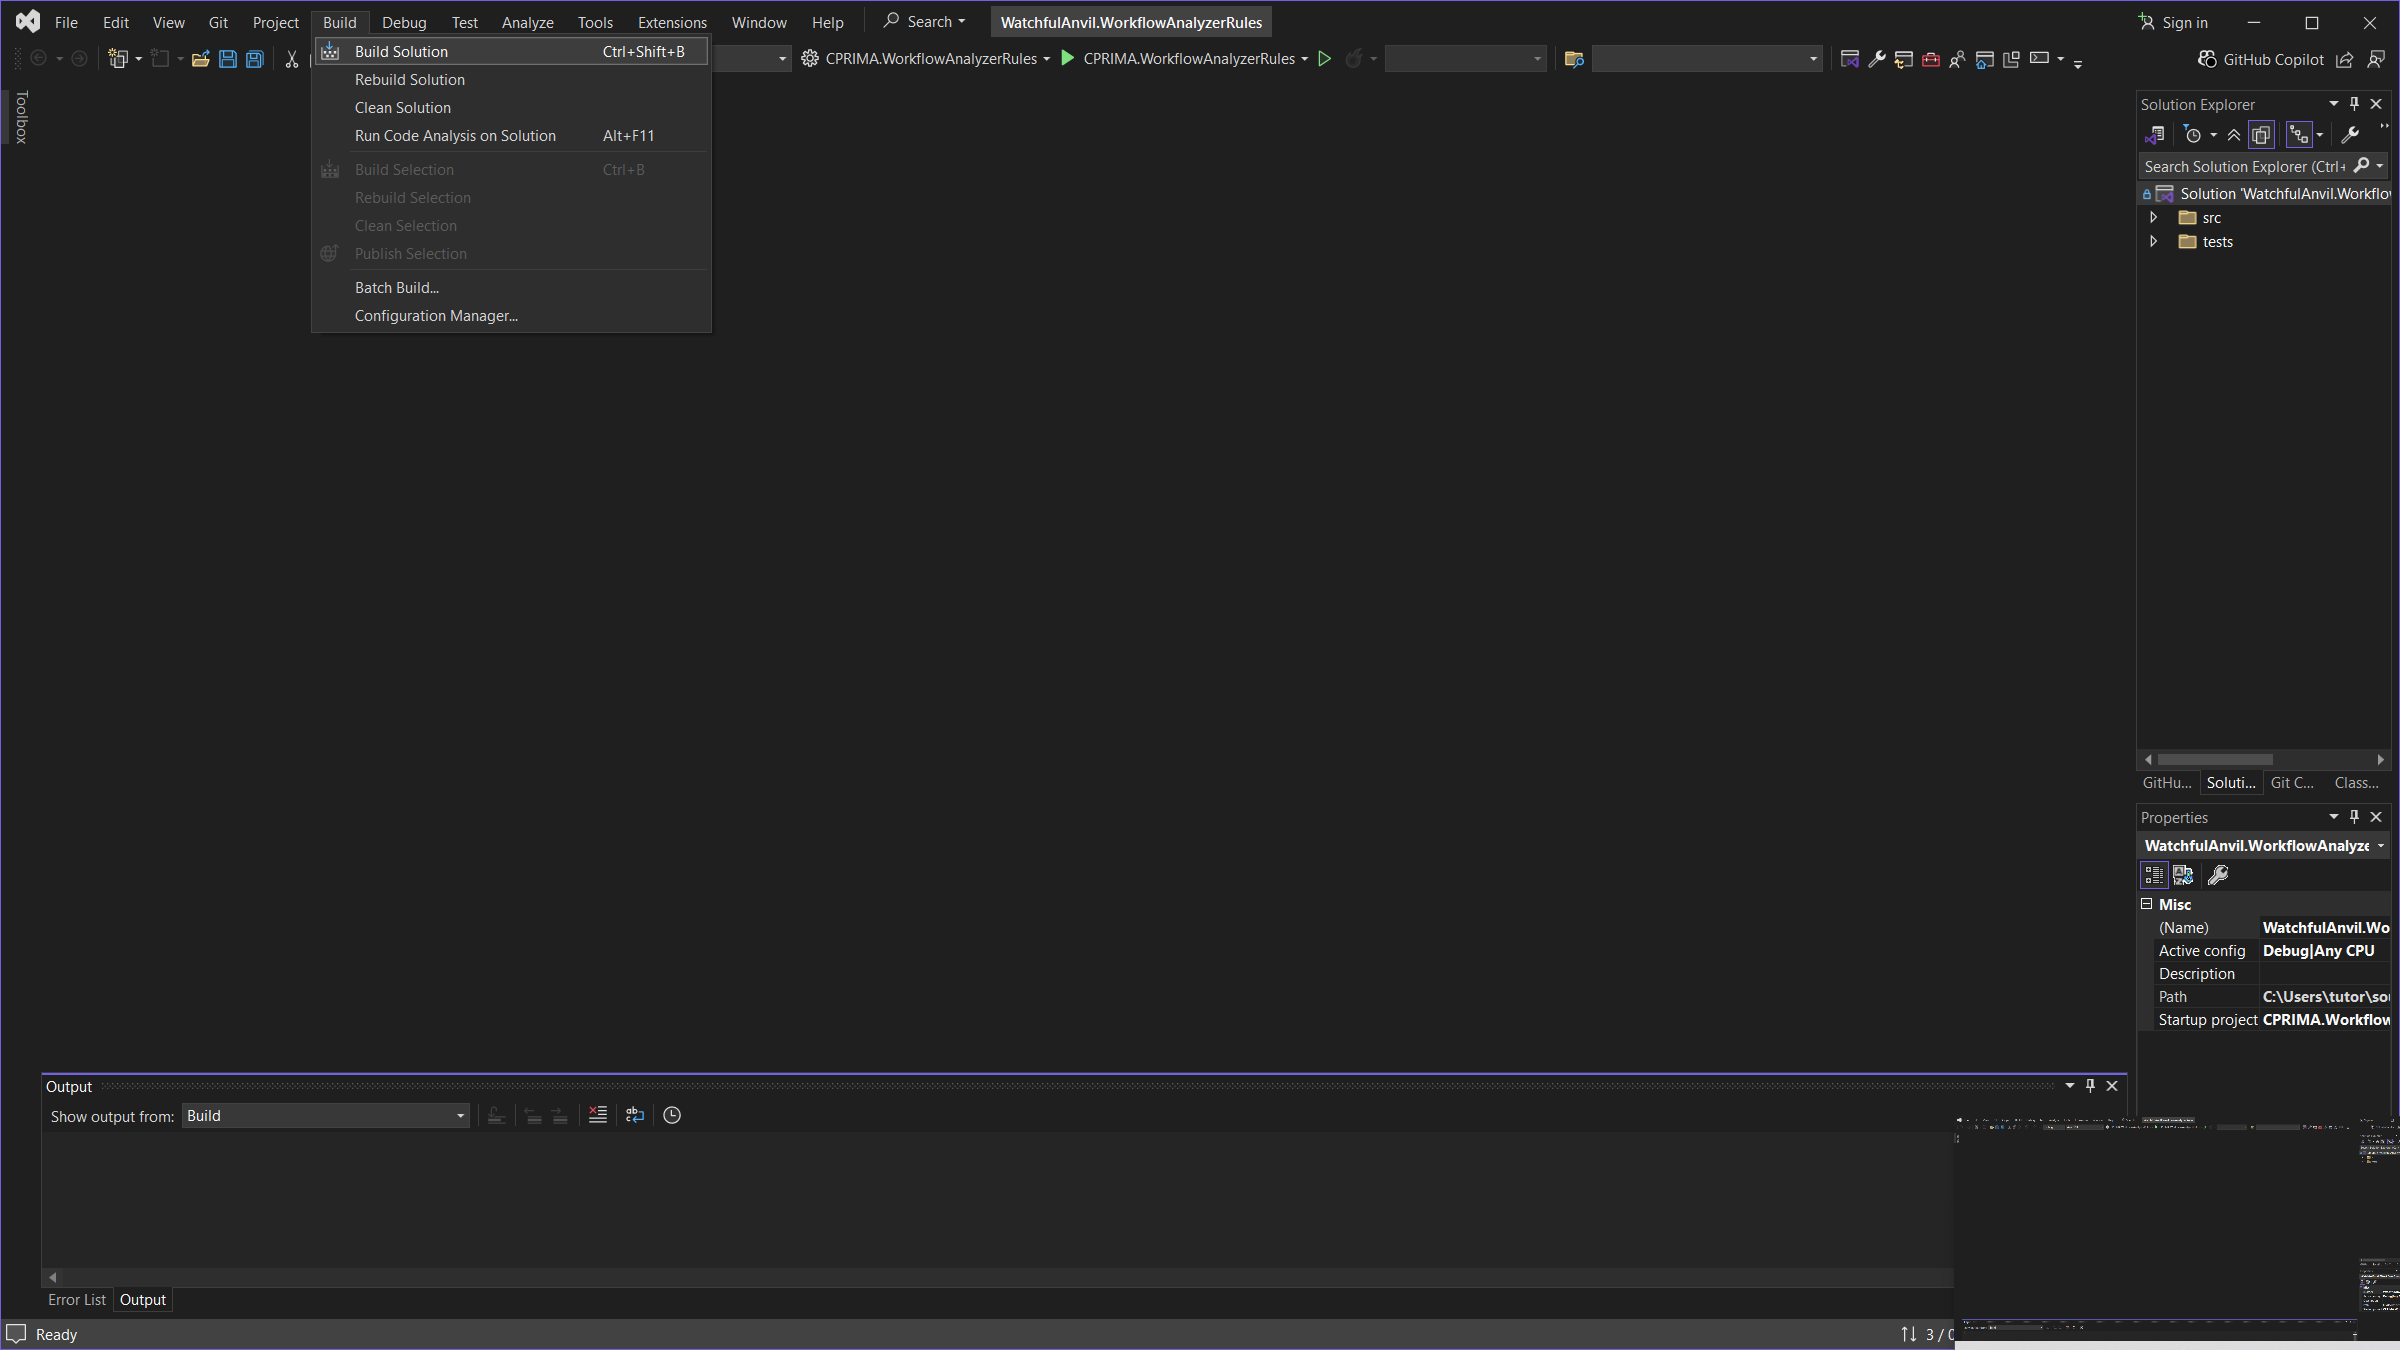 File Edit View Git Project Build Debug Test Analyze Tools Extensions Window Help Search WatchfulAnvil.WorkflowAnalyzerRules Sign in
CPRIMA.WorkflowAnalyzerRules CPRIMA.WorkflowAnalyzerRules GitHub Copilot
Build Solution Ctrl+Shift+B
Rebuild Solution
Clean Solution
Run Code Analysis on Solution Alt+F11
Build Selection Ctrl+B
Rebuild Selection
Clean Selection
Publish Selection
Batch Build...
Configuration Manager...
Toolbox
Solution Explorer
Search Solution Explorer (Ctrl+
Solution 'WatchfulAnvil.Workflow
src
tests
GitHu... Soluti... Git C... Class...
Properties
WatchfulAnvil.WorkflowAnalyze
Misc
(Name) WatchfulAnvil.Wo
Active config Debug|Any CPU
Description
Path C:\Users\tutor\sou
Startup project CPRIMA.Workflow
Output
Show output from: Build
Error List Output
Ready 3 / 0